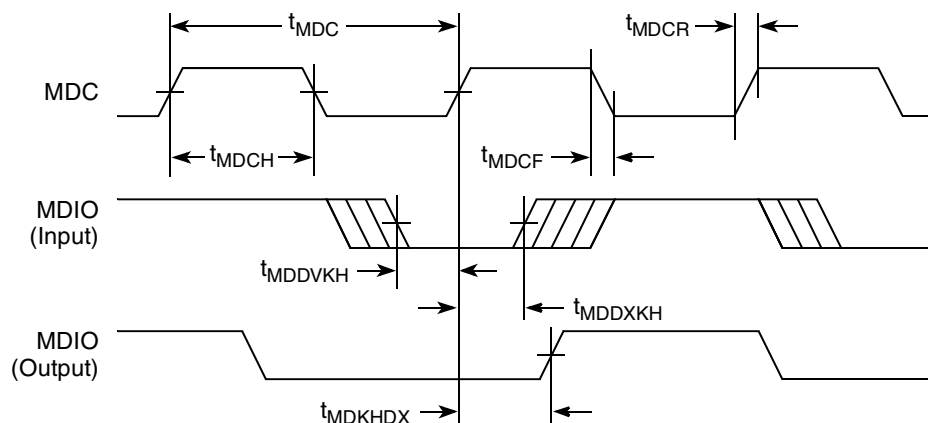 tMDC
tMDCR
MDC
tMDCH
tMDCF
MDIO
(Input)
tMDDVKH
tMDDXKH
MDIO
(Output)
tMDKHDX